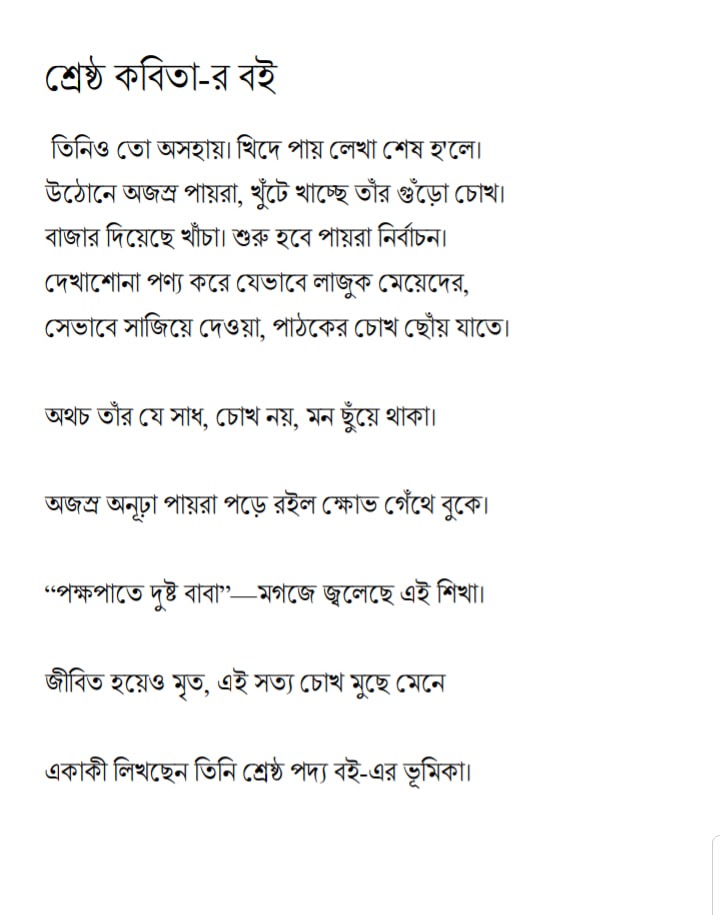 শ্রেষ্ঠ কবিতা-র বই
তিনিও তো অসহায়। খিদে পায় লেখা শেষ হ'লে।
উঠোনে অজস্র পায়রা, খুঁটে খাচ্ছে তাঁর গুঁড়ো চোখ।
বাজার দিয়েছে খাঁচা। শুরু হবে পায়রা নির্বাচন।
দেখাশোনা পণ্য করে যেভাবে লাজুক মেয়েদের,
সেভাবে সাজিয়ে দেওয়া, পাঠকের চোখ ছোঁয় যাতে।
অথচ তাঁর যে সাধ, চোখ নয়, মন ছুঁয়ে থাকা।
অজস্র অনূঢ়া পায়রা পড়ে রইল ক্ষোভ গেঁথে বুকে।
“পক্ষপাতে দুষ্ট বাবা”—মগজে জ্বলেছে এই শিখা।
জীবিত হয়েও মৃত, এই সত্য চোখ মুছে মেনে
একাকী লিখছেন তিনি শ্রেষ্ঠ পদ্য বই-এর ভূমিকা।